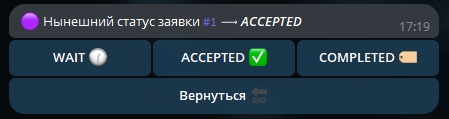 🟣 Нынешний статус заявки #1 ⟶ ACCEPTED
17:19
WAIT 🕜 ACCEPTED ✅ COMPLETED 🏷️
Вернуться 🔚